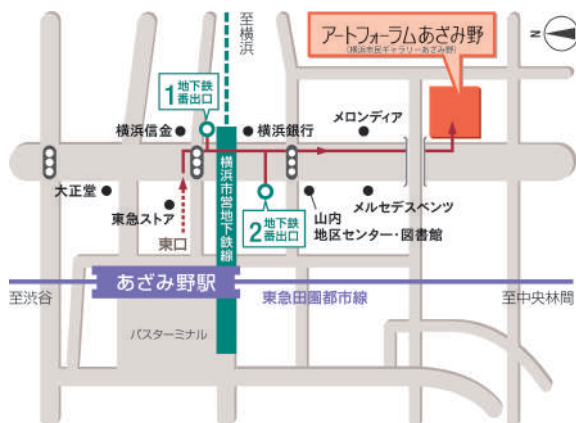 至横浜
アートフォーラムあざみ野
(横浜市民ギャラリーあざみ野)
N
1 地下鉄
番出口
横浜信金
横浜銀行
メロンディア
大正堂
東急ストア
東口
横浜市営地下鉄線
2 地下鉄
番出口
山内
地区センター・図書館
メルセデスベンツ
あざみ野駅
至渋谷
東急田園都市線
至中央林間
バスターミナル